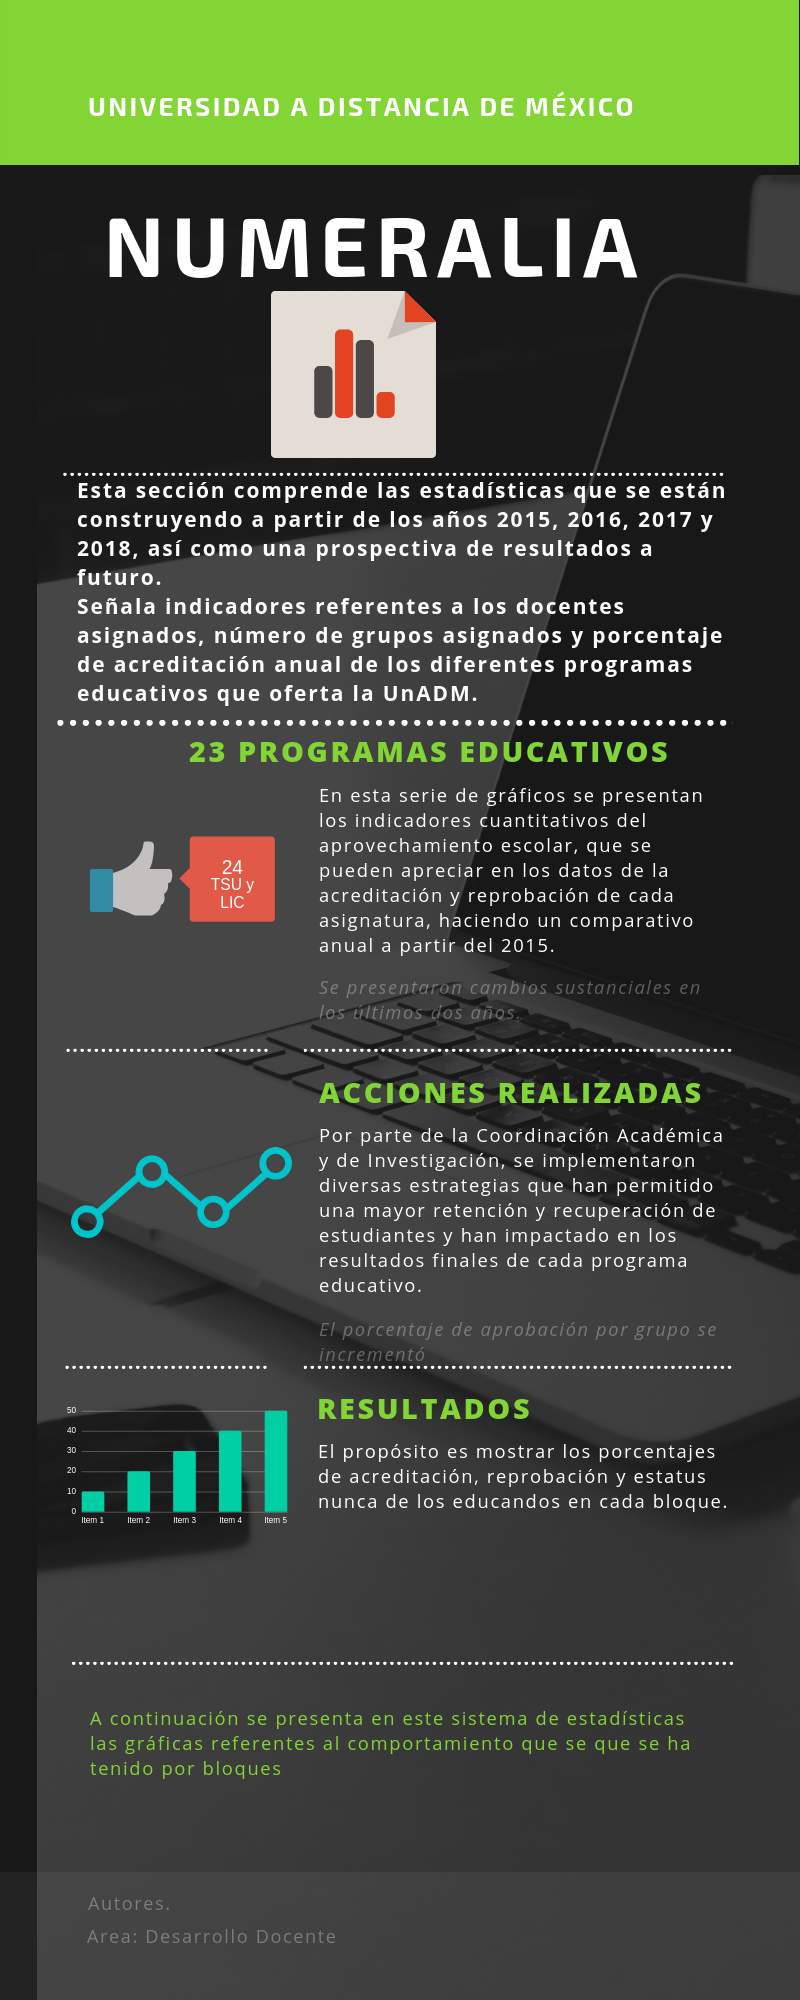 UNIVERSIDAD A DISTANCIA DE MÉXICO
NUMERALIA
Esta sección comprende las estadísticas que se están
construyendo a partir de los años 2015, 2016, 2017 y
2018, así como una prospectiva de resultados a
futuro.
Señala indicadores referentes a los docentes
asignados, número de grupos asignados y porcentaje
de acreditación anual de los diferentes programas
educativos que oferta la UnADM.
23 PROGRAMAS EDUCATIVOS
24
TSU y
LIC
En esta serie de gráficos se presentan
los indicadores cuantitativos del
aprovechamiento escolar, que se
pueden apreciar en los datos de la
acreditación y reprobación de cada
asignatura, haciendo un comparativo
anual a partir del 2015.
Se presentaron cambios sustanciales en
los últimos dos años.
ACCIONES REALIZADAS
Por parte de la Coordinación Académica
y de Investigación, se implementaron
diversas estrategias que han permitido
una mayor retención y recuperación de
estudiantes y han impactado en los
resultados finales de cada programa
educativo.
El porcentaje de aprobación por grupo se
incrementó
50
40
30
20
10
0
Item 1
Item 2
Item 3
Item 4
Item 5
RESULTADOS
El propósito es mostrar los porcentajes
de acreditación, reprobación y estatus
nunca de los educandos en cada bloque.
A continuación se presenta en este sistema de estadísticas
las gráficas referentes al comportamiento que se que se ha
tenido por bloques
Autores.
Area: Desarrollo Docente